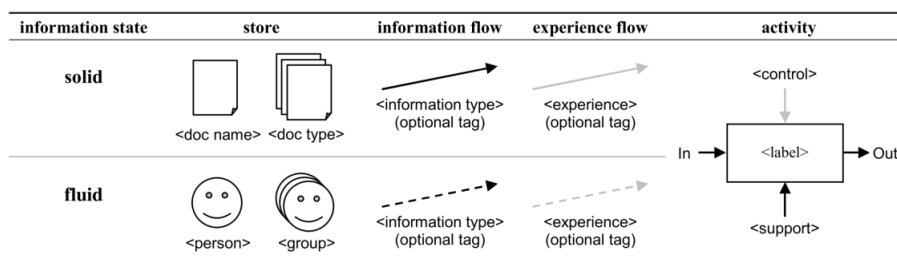 information state store information flow experience flow activity
solid
<doc name> <doc type>
<information type>
(optional tag)
<experience>
(optional tag)
fluid
<person> <group>
<information type>
(optional tag)
<experience>
(optional tag)
<control>
In <label> Out
<support>